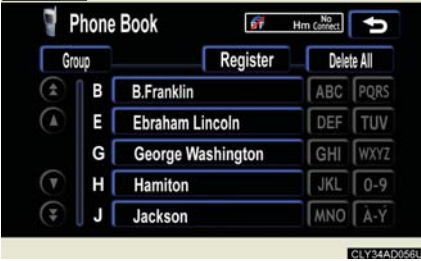 Phone Book Hm No Connect
Group Register Delete All
B B.Franklin ABC PQRS
E Ebraham Lincoln DEF TUV
G George Washington GHI WXYZ
H Hamiton JKL 0-9
J Jackson MNO À-Ý
CLY34AD056U